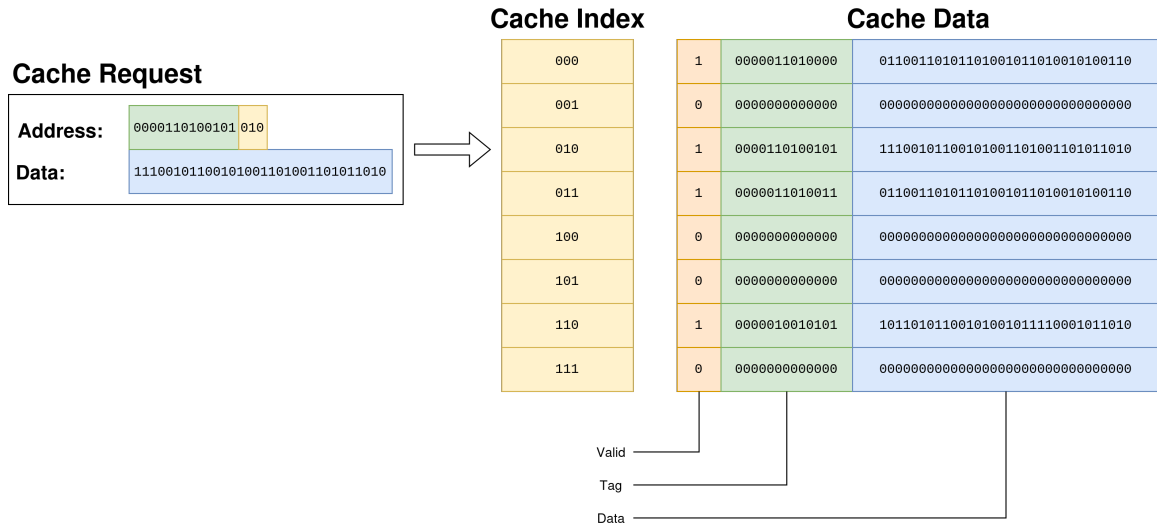 Cache Index
Cache Data
Cache Request
Address: 0000110100101 010
Data: 11100101100101001101001101011010
000 1 0000011010000 01100110101101001011010010100110
001 0 0000000000000 00000000000000000000000000000000
010 1 0000110100101 11100101100101001101001101011010
011 1 0000011010011 01100110101101001011010010100110
100 0 0000000000000 00000000000000000000000000000000
101 0 0000000000000 00000000000000000000000000000000
110 1 0000010010101 10110101100101001011110001011010
111 0 0000000000000 00000000000000000000000000000000
Valid
Tag
Data